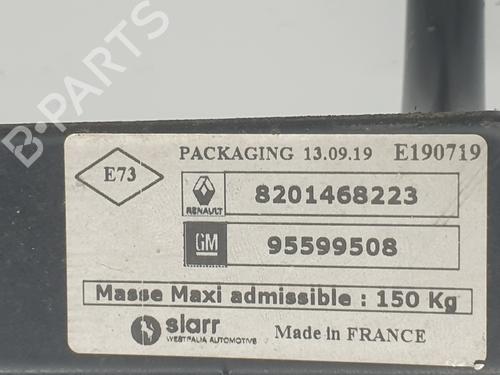 B-PARTS
PACKAGING 13.09.19 E190719
E73
RENAULT
8201468223
GM
95599508
Masse Maxi admissible : 150 Kg
siarr
WESTFALIA AUTOMOTIVE
Made in FRANCE